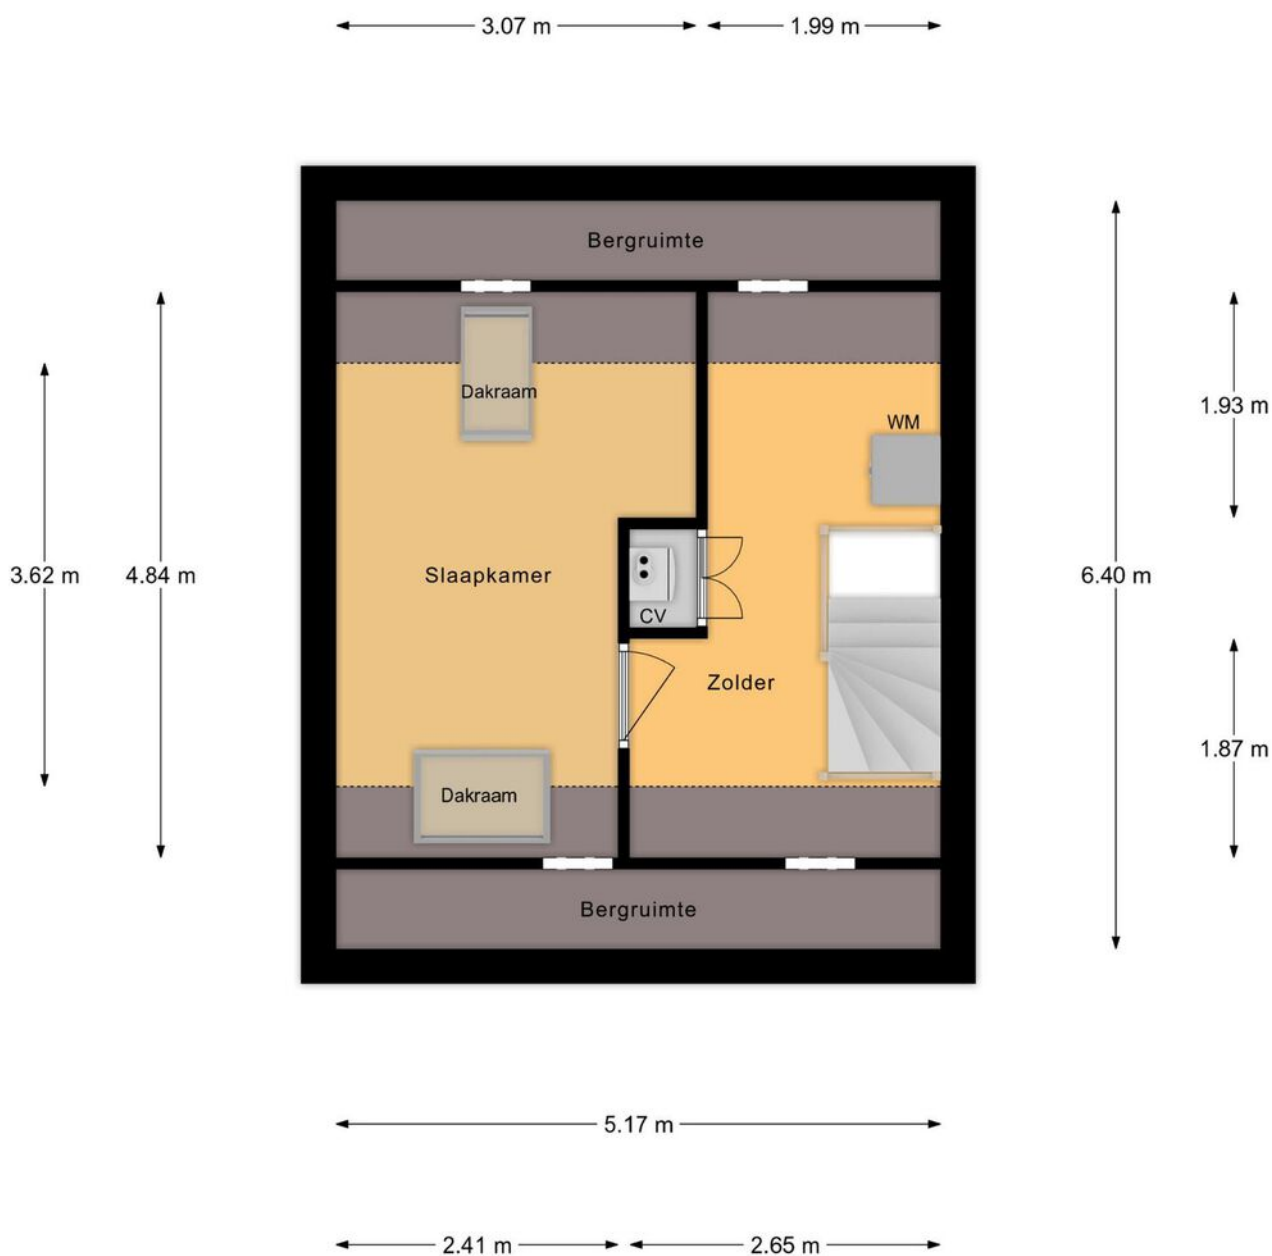 3.07 m
1.99 m
Bergruimte
Dakraam
WM
1.93 m
3.62 m
4.84 m
Slaapkamer
6.40 m
CV
Zolder
1.87 m
Dakraam
Bergruimte
5.17 m
2.41 m
2.65 m